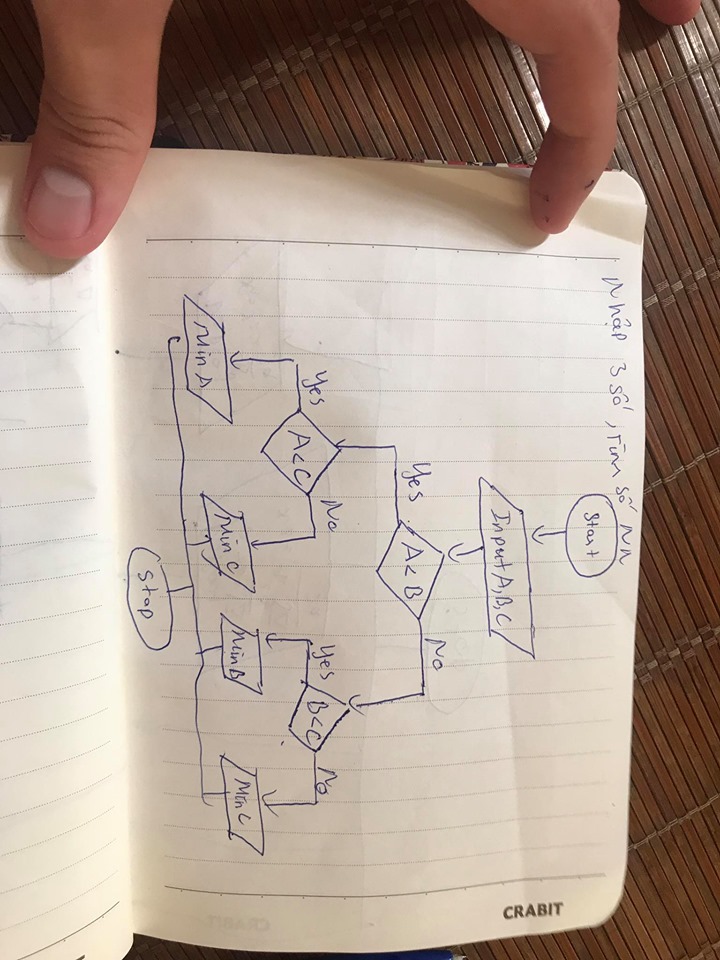 Nhập 3 số, tìm số NN
Start
Input A, B, C
A < B
Yes
No
A < C
Yes
No
B < C
Yes
No
Min A
Min C
Min B
Min C
Stop
CRABIT